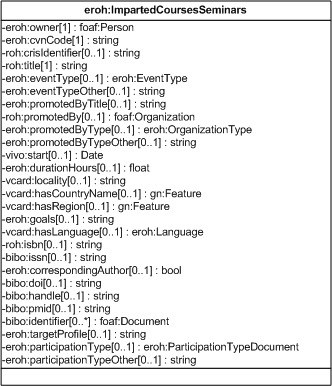 eroh:ImpartedCoursesSeminars
-eroh:owner[1] : foaf:Person
-eroh:cvnCode[1] : string
-roh:crisIdentifier[0..1] : string
-roh:title[1] : string
-eroh:eventType[0..1] : eroh:EventType
-eroh:eventTypeOther[0..1] : string
-eroh:promotedByTitle[0..1] : string
-roh:promotedBy[0..1] : foaf:Organization
-eroh:promotedByType[0..1] : eroh:OrganizationType
-eroh:promotedByTypeOther[0..1] : string
-vivo:start[0..1] : Date
-eroh:durationHours[0..1] : float
-vcard:locality[0..1] : string
-vcard:hasCountryName[0..1] : gn:Feature
-vcard:hasRegion[0..1] : gn:Feature
-eroh:goals[0..1] : string
-vcard:hasLanguage[0..1] : eroh:Language
-roh:isbn[0..1] : string
-bibo:issn[0..1] : string
-eroh:correspondingAuthor[0..1] : bool
-bibo:doi[0..1] : string
-bibo:handle[0..1] : string
-bibo:pmid[0..1] : string
-bibo:identifier[0..*] : foaf:Document
-eroh:targetProfile[0..1] : string
-eroh:participationType[0..1] : eroh:ParticipationTypeDocument
-eroh:participationTypeOther[0..1] : string